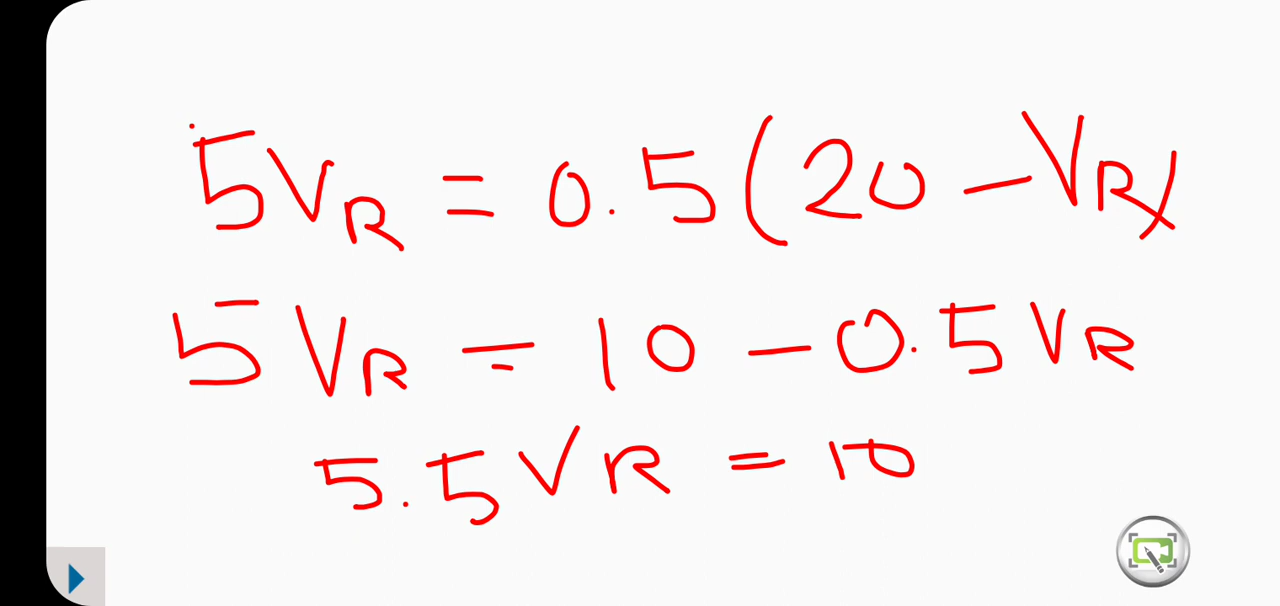 5VR = 0.5(20 - VR)
5VR = 10 - 0.5VR
5.5VR = 10